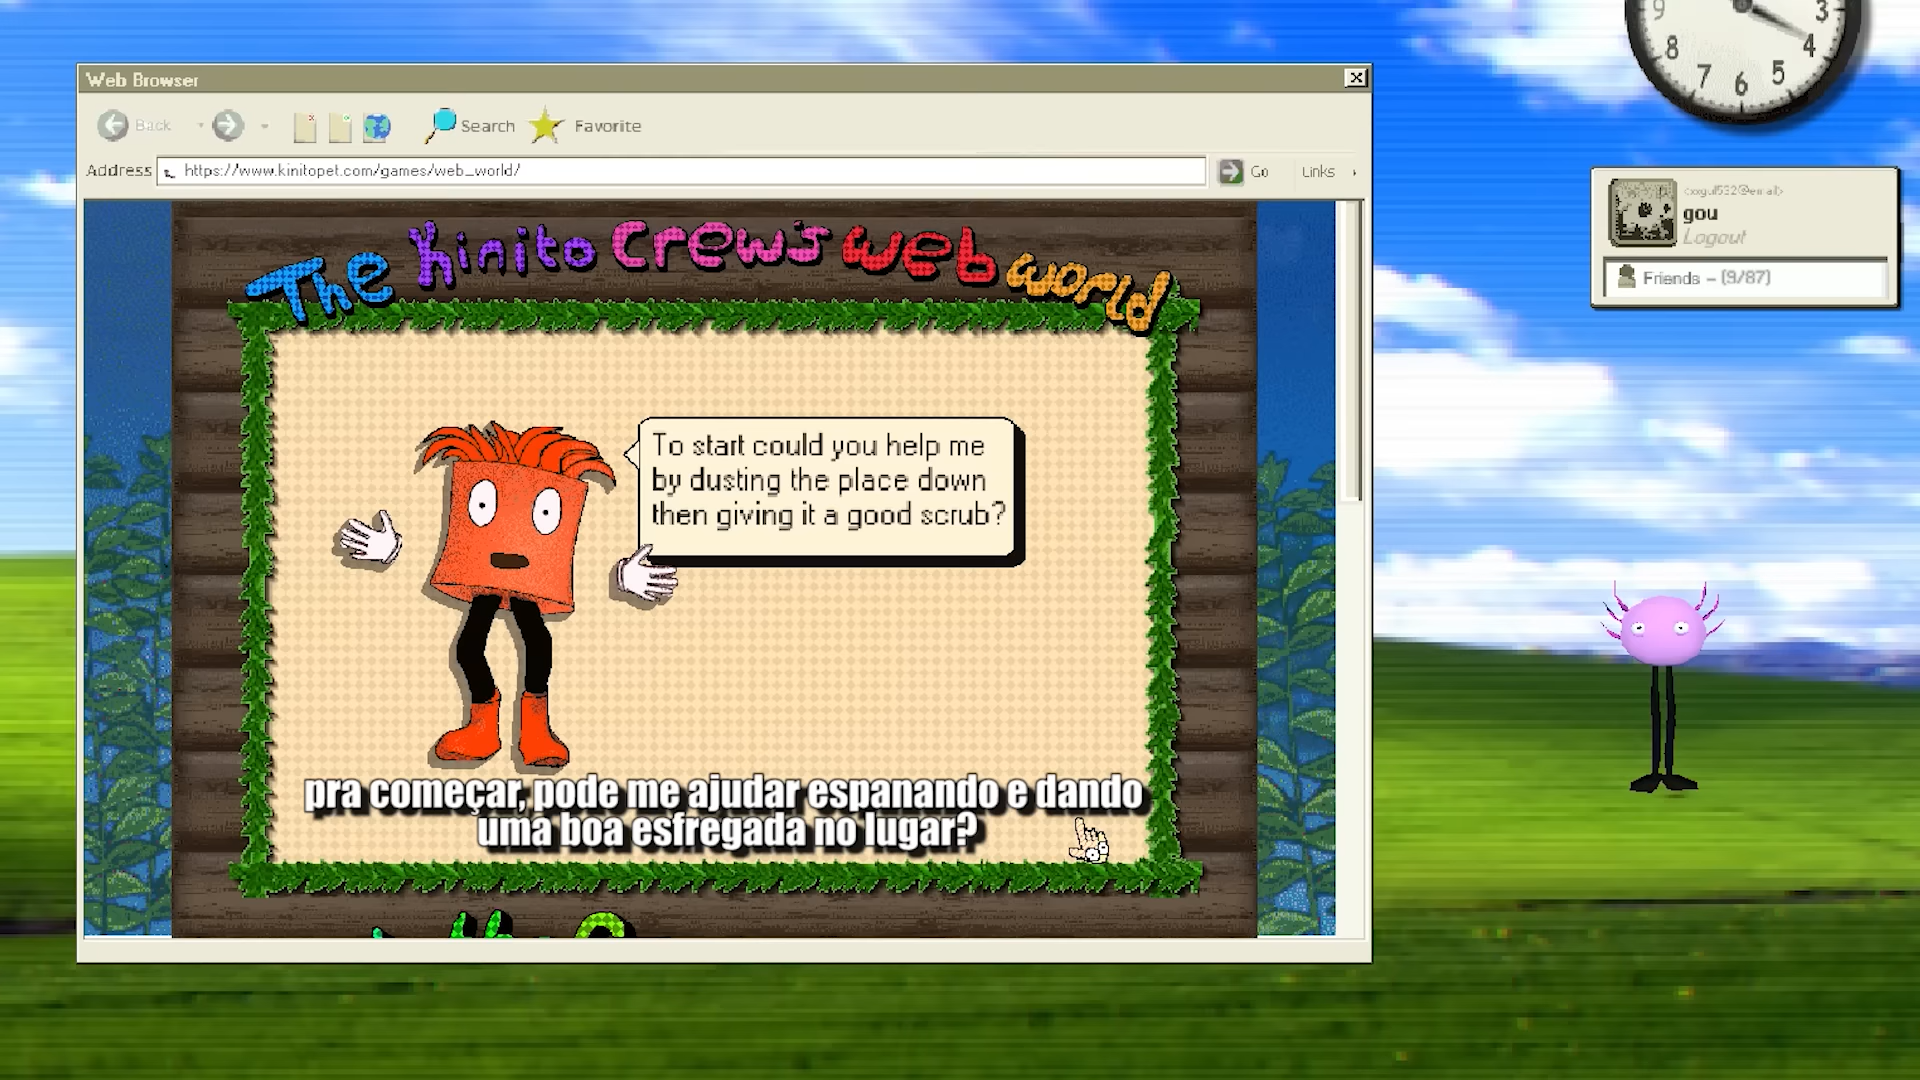 Web Browser
Back
Search
Favorite
Address
https://www.kinitopet.com/games/web_world/
Go
Links
The Kinito Crew's web world
To start could you help me
by dusting the place down
then giving it a good scrub?
pra começar, pode me ajudar espanando e dando
uma boa esfregada no lugar?
9
3
8
4
7
6
5
gou
Logout
Friends - (9/87)